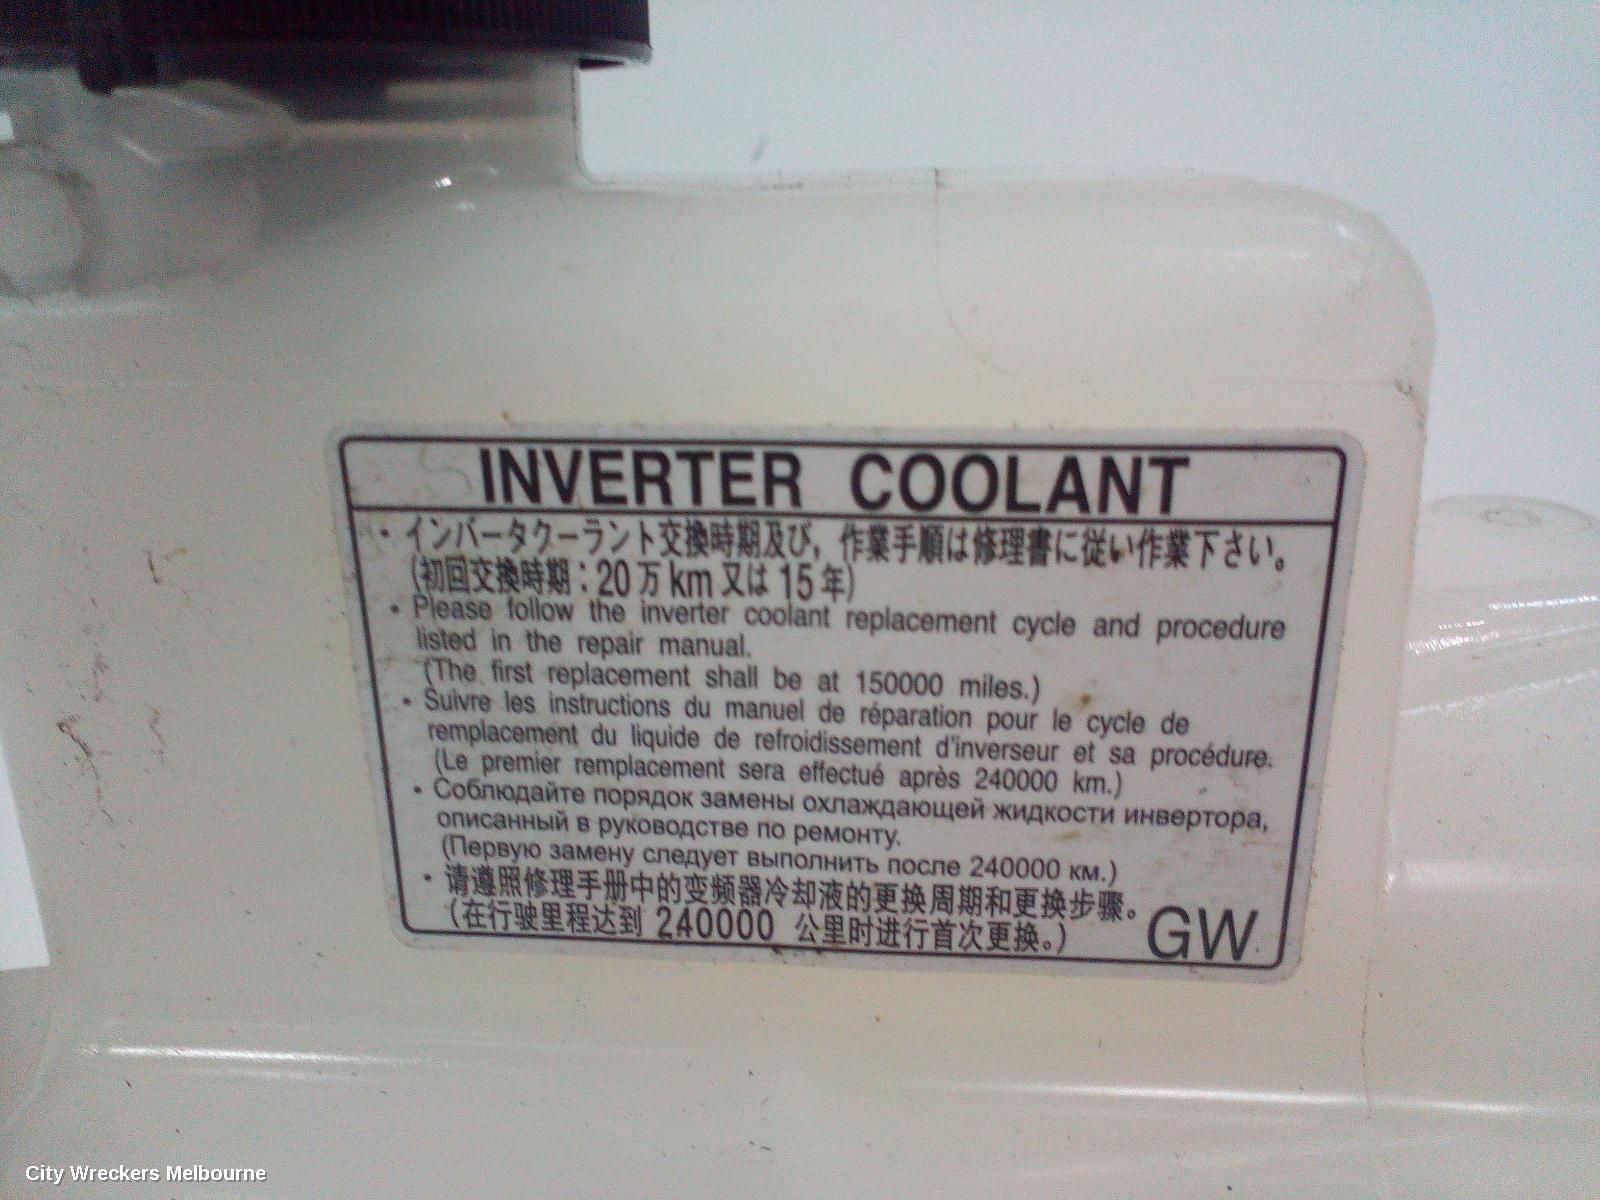 INVERTER COOLANT
・インバータクーラント交換時期及び，作業手順は修理書に従い作業下さい。
(初回交換時期：20万km又は15年)
• Please follow the inverter coolant replacement cycle and procedure
listed in the repair manual.
(The first replacement shall be at 150000 miles.)
• Suivre les instructions du manuel de réparation pour le cycle de
remplacement du liquide de refroidissement d'inverseur et sa procédure.
(Le premier remplacement sera effectué après 240000 km.)
• Соблюдайте порядок замены охлаждающей жидкости инвертора,
описанный в руководстве по ремонту.
(Первую замену следует выполнить после 240000 км.)
• 请遵照修理手册中的变频器冷却液的更换周期和更换步骤。
(在行驶里程达到 240000 公里时进行首次更换。)
GW
City Wreckers Melbourne